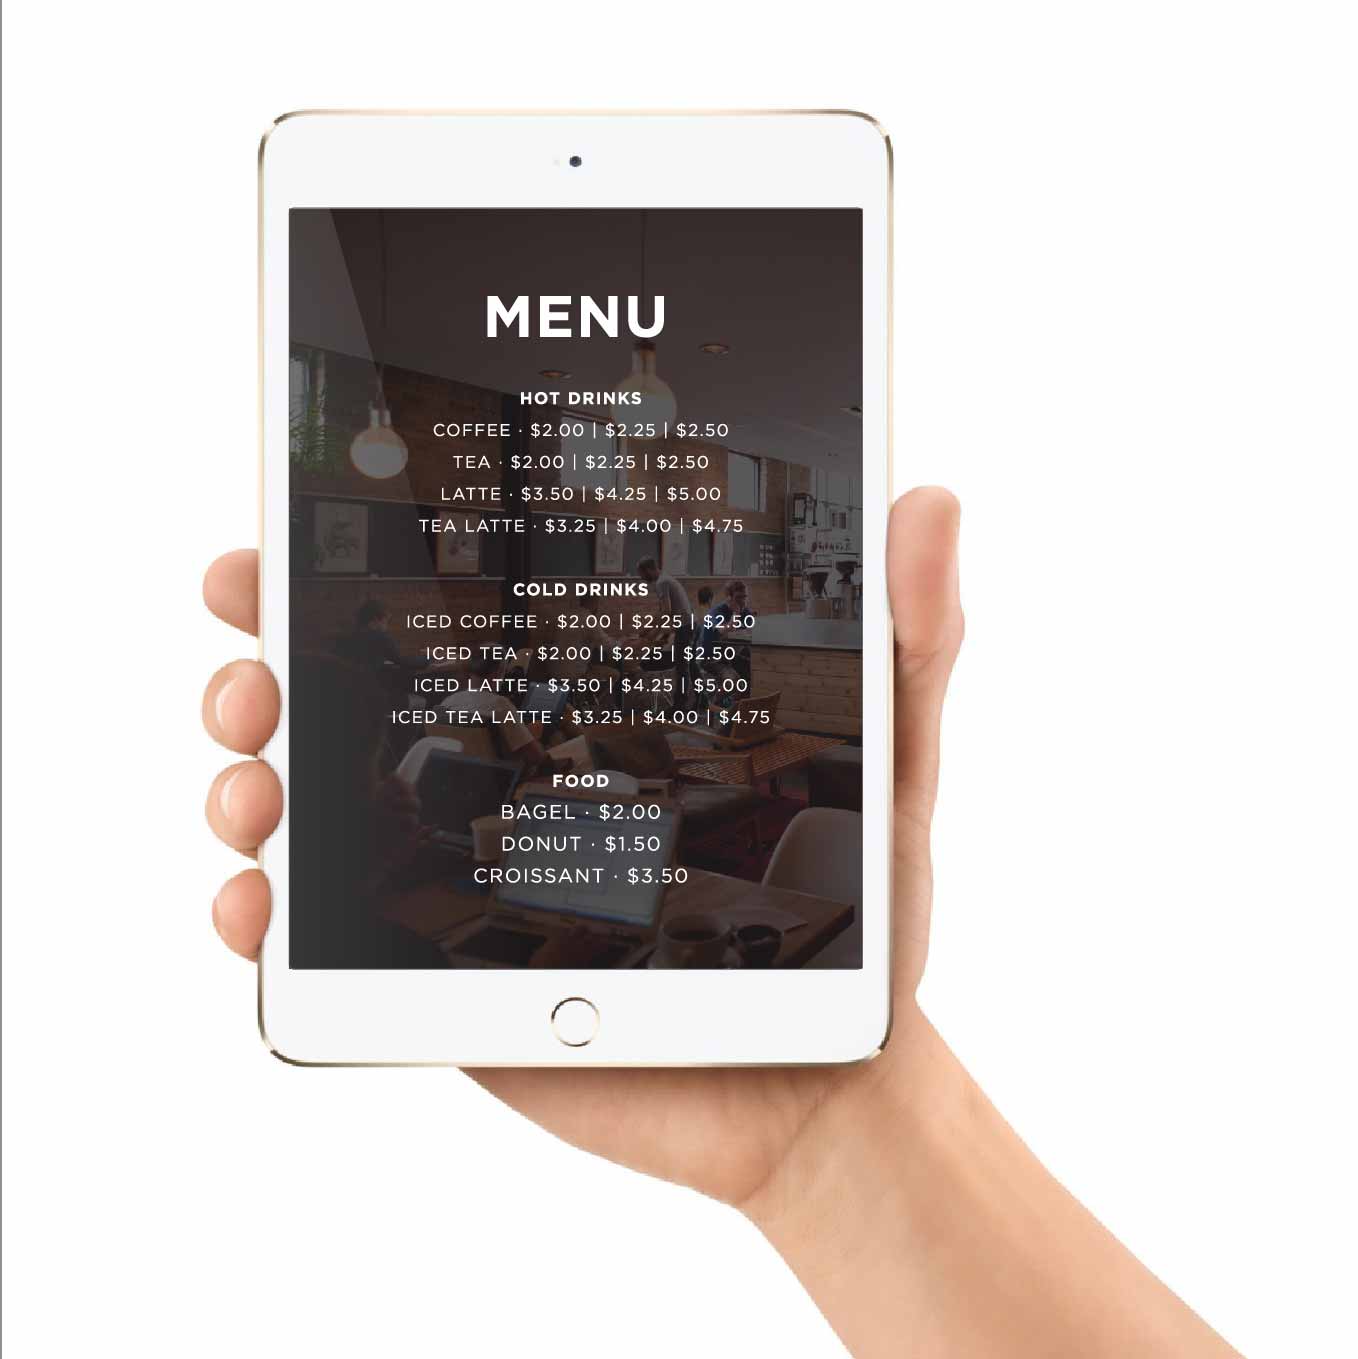 MENU
HOT DRINKS
COFFEE · $2.00 | $2.25 | $2.50
TEA · $2.00 | $2.25 | $2.50
LATTE · $3.50 | $4.25 | $5.00
TEA LATTE · $3.25 | $4.00 | $4.75
COLD DRINKS
ICED COFFEE · $2.00 | $2.25 | $2.50
ICED TEA · $2.00 | $2.25 | $2.50
ICED LATTE · $3.50 | $4.25 | $5.00
ICED TEA LATTE · $3.25 | $4.00 | $4.75
FOOD
BAGEL · $2.00
DONUT · $1.50
CROISSANT · $3.50